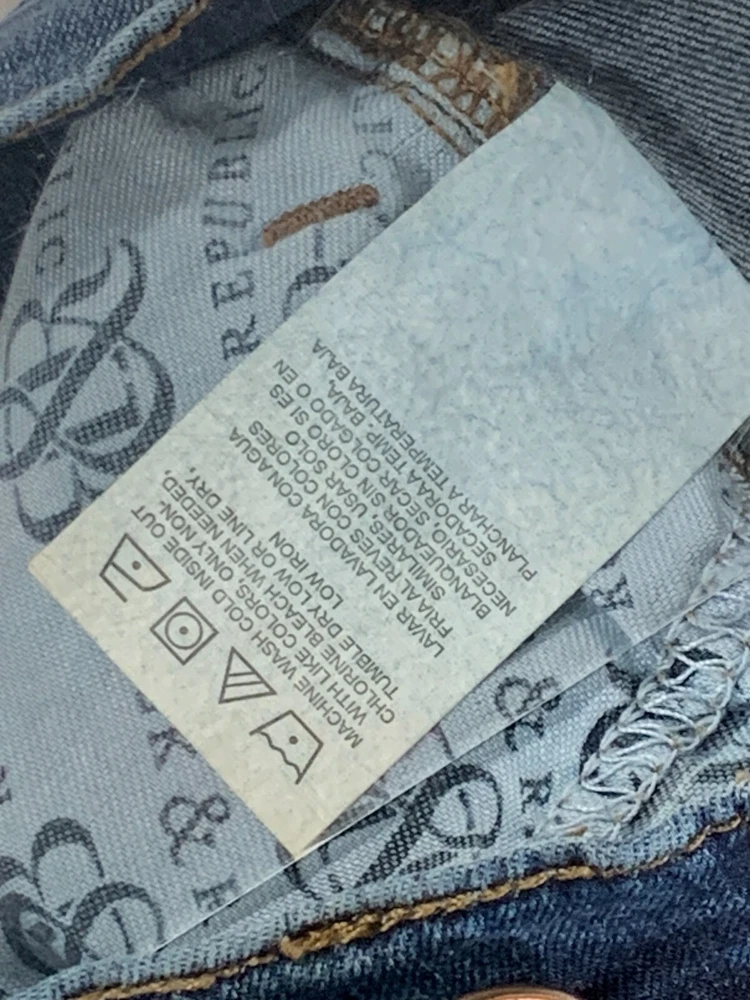 REPUBLIC
MACHINE WASH COLD INSIDE OUT
WITH LIKE COLORS. ONLY NON-
CHLORINE BLEACH WHEN NEEDED,
TUMBLE DRY LOW OR LINE DRY,
LOW IRON
LAVAR EN LAVADORA CON AGUA
FRIA AL REVES CON COLORES
SIMILARES. USAR SOLO
BLANQUEADOR SIN CLORO SI ES
NECESARIO, SECAR COLGADO O EN
SECADORA A TEMP. BAJA,
PLANCHAR A TEMPERATURA BAJA